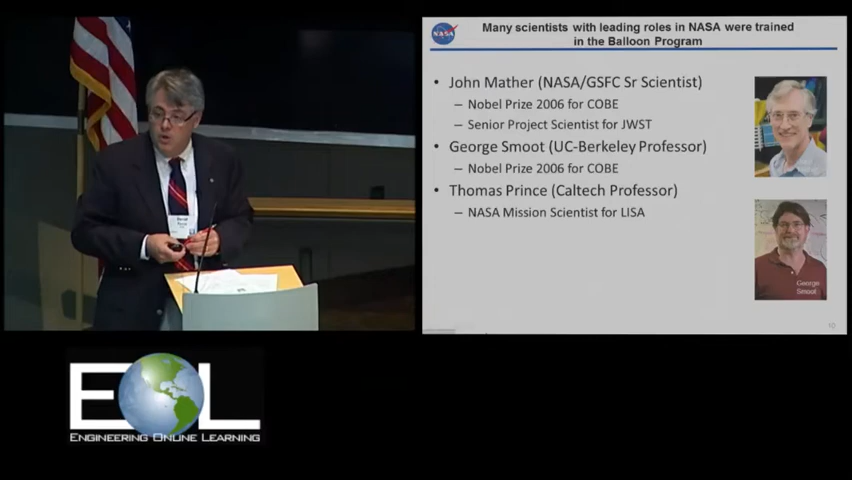 NASA
Many scientists with leading roles in NASA were trained
in the Balloon Program
• John Mather (NASA/GSFC Sr Scientist)
– Nobel Prize 2006 for COBE
– Senior Project Scientist for JWST
• George Smoot (UC-Berkeley Professor)
– Nobel Prize 2006 for COBE
• Thomas Prince (Caltech Professor)
– NASA Mission Scientist for LISA
George
Smoot
10
EOL
ENGINEERING ONLINE LEARNING